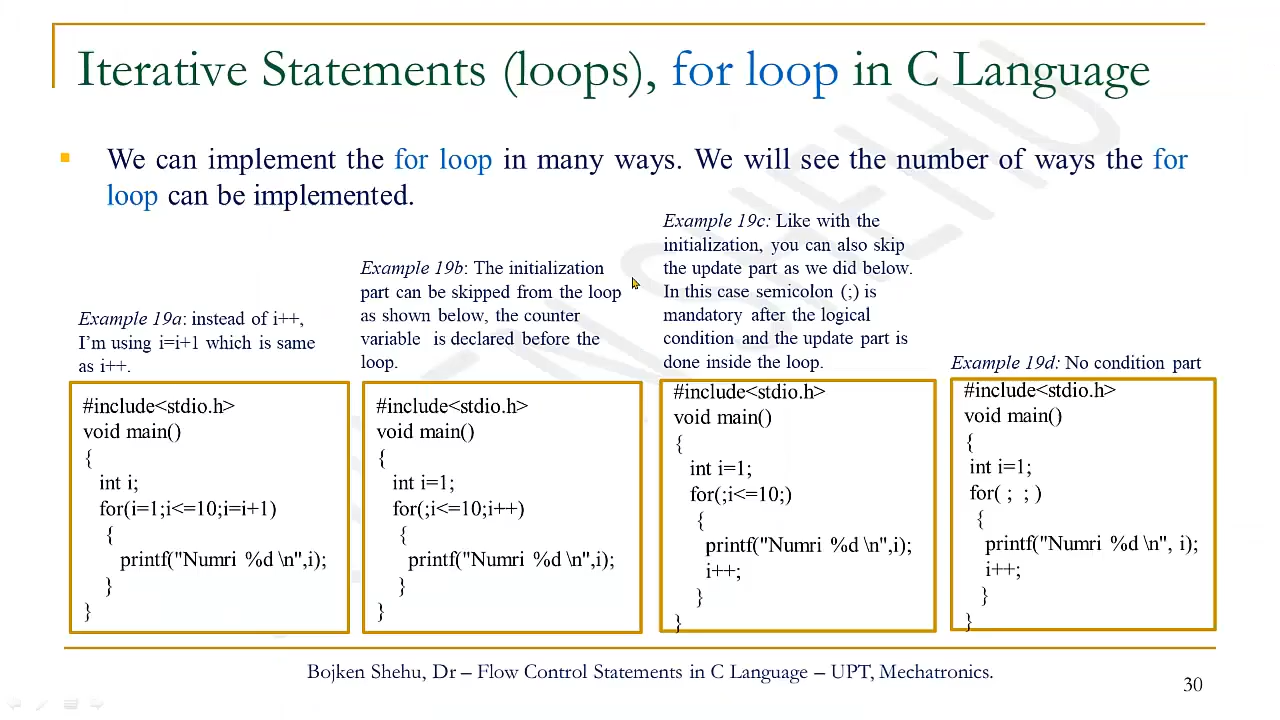 Iterative Statements (loops), for loop in C Language
We can implement the for loop in many ways. We will see the number of ways the for
loop can be implemented.
Example 19a: instead of i++,
I'm using i=i+1 which is same
as i++.
#include<stdio.h>
void main()
{
int i;
for(i=1;i<=10;i=i+1)
{
printf("Numri %d \n",i);
}
}
Example 19b: The initialization
part can be skipped from the loop
as shown below, the counter
variable is declared before the
loop.
#include<stdio.h>
void main()
{
int i=1;
for(;i<=10;i++)
{
printf("Numri %d \n",i);
}
}
Example 19c: Like with the
initialization, you can also skip
the update part as we did below.
In this case semicolon (;) is
mandatory after the logical
condition and the update part is
done inside the loop.
#include<stdio.h>
void main()
{
int i=1;
for(;i<=10;)
{
printf("Numri %d \n",i);
i++;
}
}
Example 19d: No condition part
#include<stdio.h>
void main()
{
int i=1;
for( ; ; )
{
printf("Numri %d \n", i);
i++;
}
}
Bojken Shehu, Dr – Flow Control Statements in C Language – UPT, Mechatronics.
30